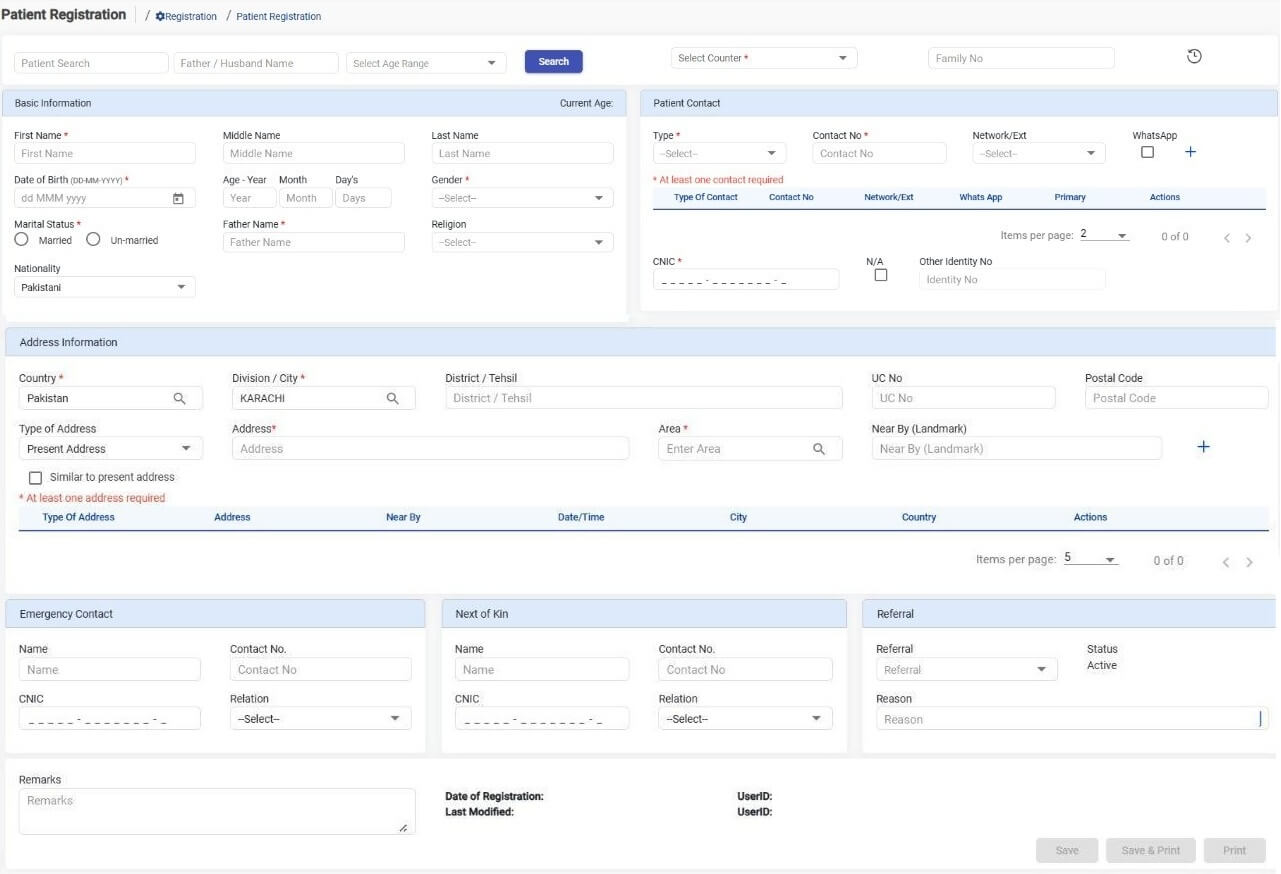 Patient Registration / Registration / Patient Registration
Patient Search Father / Husband Name Select Age Range Search Select Counter * Family No
Basic Information Current Age:
First Name * Middle Name Last Name
First Name Middle Name Last Name
Date of Birth (DD-MM-YYYY) * Age - Year Month Day's Gender *
dd MMM yyyy Year Month Days --Select--
Marital Status * Father Name * Religion
Married Un-married Father Name --Select--
Nationality
Pakistani
Patient Contact
Type * Contact No * Network/Ext WhatsApp
--Select-- Contact No --Select-- +
* At least one contact required
Type Of Contact Contact No Network/Ext Whats App Primary Actions
Items per page: 2 0 of 0
CNIC * N/A Other Identity No
_ _ _ _ _ - _ _ _ _ _ _ _ - _ Identity No
Address Information
Country * Division / City * District / Tehsil UC No Postal Code
Pakistan KARACHI District / Tehsil UC No Postal Code
Type of Address Address* Area * Near By (Landmark)
Present Address Address Enter Area Near By (Landmark) +
Similar to present address
* At least one address required
Type Of Address Address Near By Date/Time City Country Actions
Items per page: 5 0 of 0
Emergency Contact
Name Contact No.
Name Contact No
CNIC Relation
_ _ _ _ _ - _ _ _ _ _ _ _ - _ --Select--
Next of Kin
Name Contact No.
Name Contact No
CNIC Relation
_ _ _ _ _ - _ _ _ _ _ _ _ - _ --Select--
Referral
Referral Status
Referral Active
Reason
Reason
Remarks
Remarks
Date of Registration: UserID:
Last Modified: UserID:
Save Save & Print Print